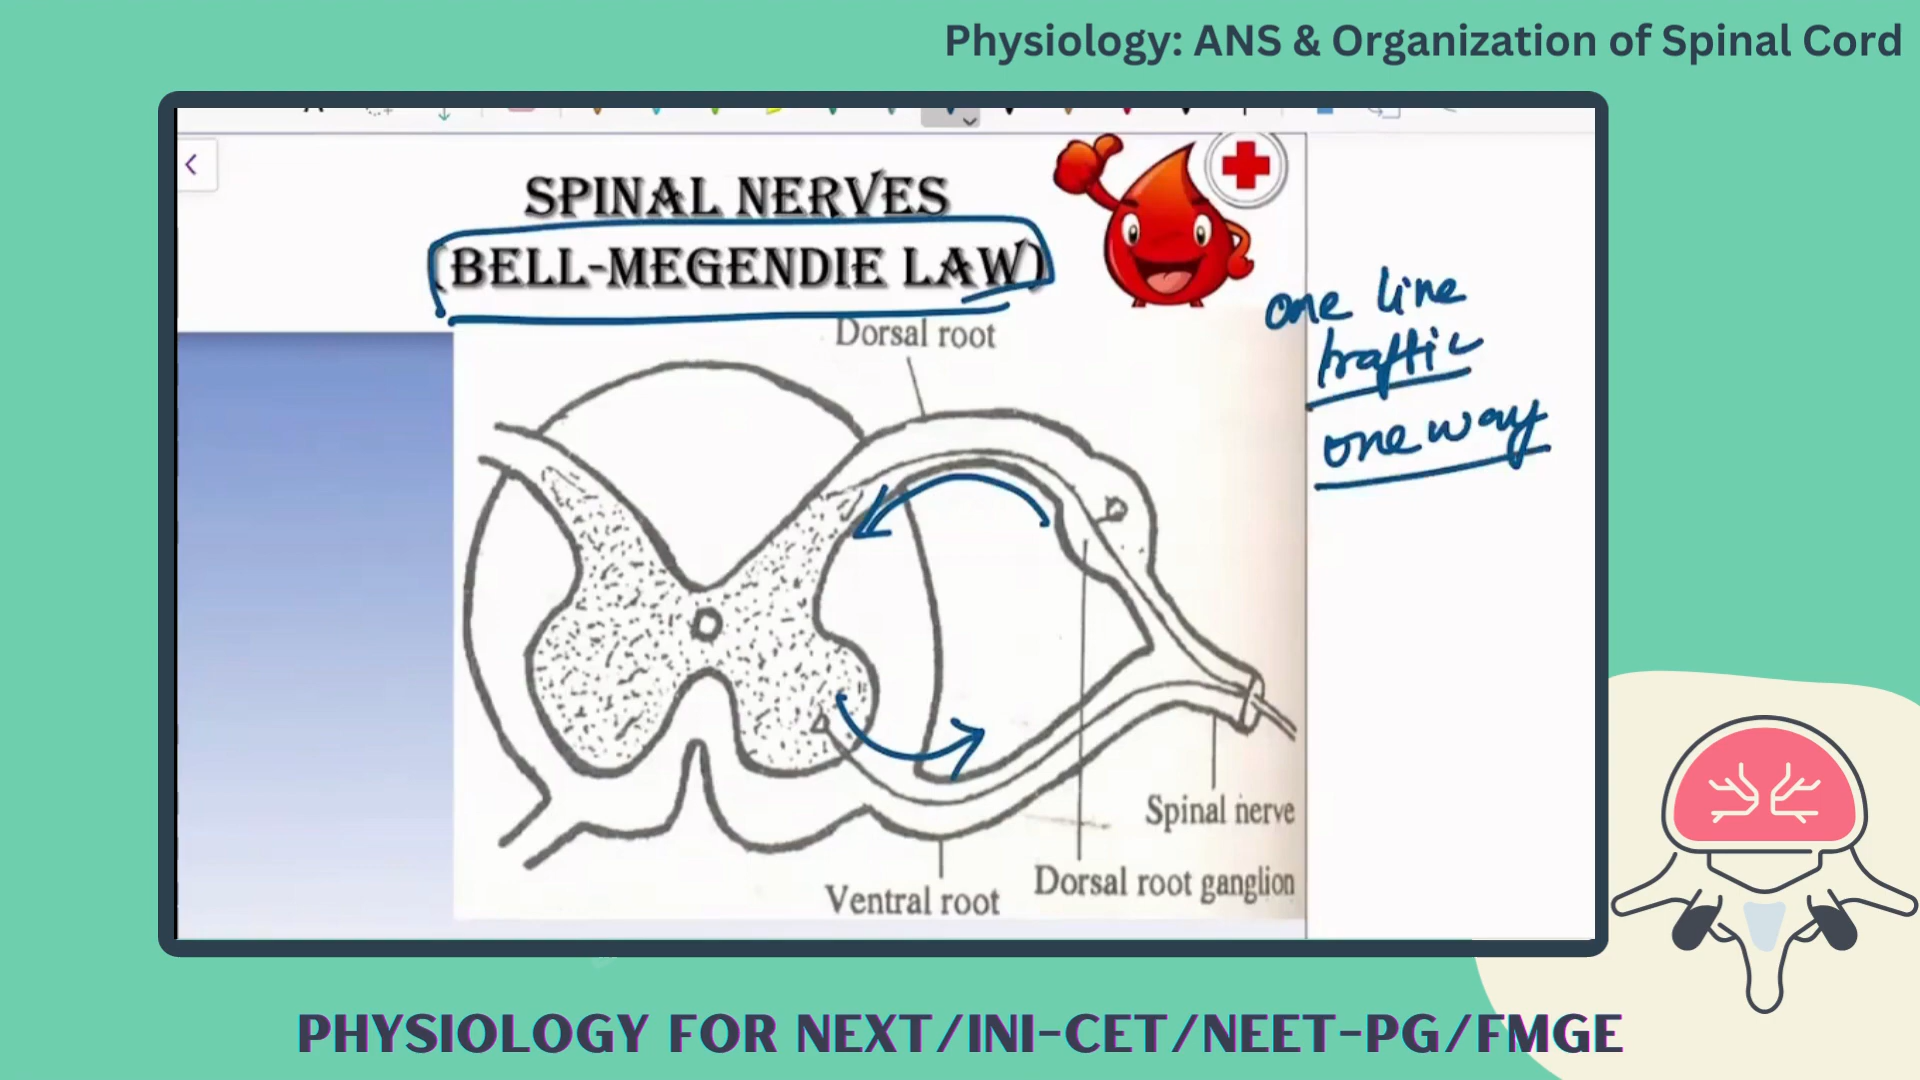 Physiology: ANS & Organization of Spinal Cord
SPINAL NERVES
(BELL-MEGENDIE LAW)
one line
traffic
one way
Dorsal root
Spinal nerve
Dorsal root ganglion
Ventral root
PHYSIOLOGY FOR NEXT/INI-CET/NEET-PG/FMGE